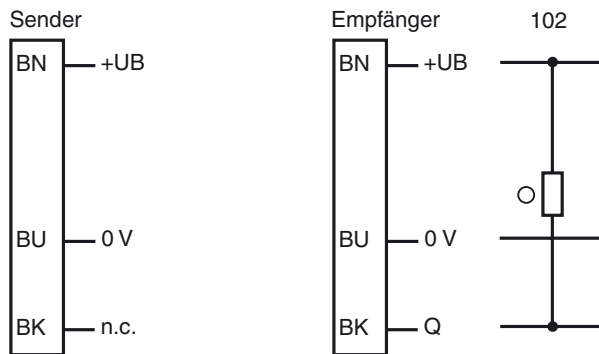 Sender
BN +UB
BU 0 V
BK n.c.
Empfänger
BN +UB
BU 0 V
BK Q
102